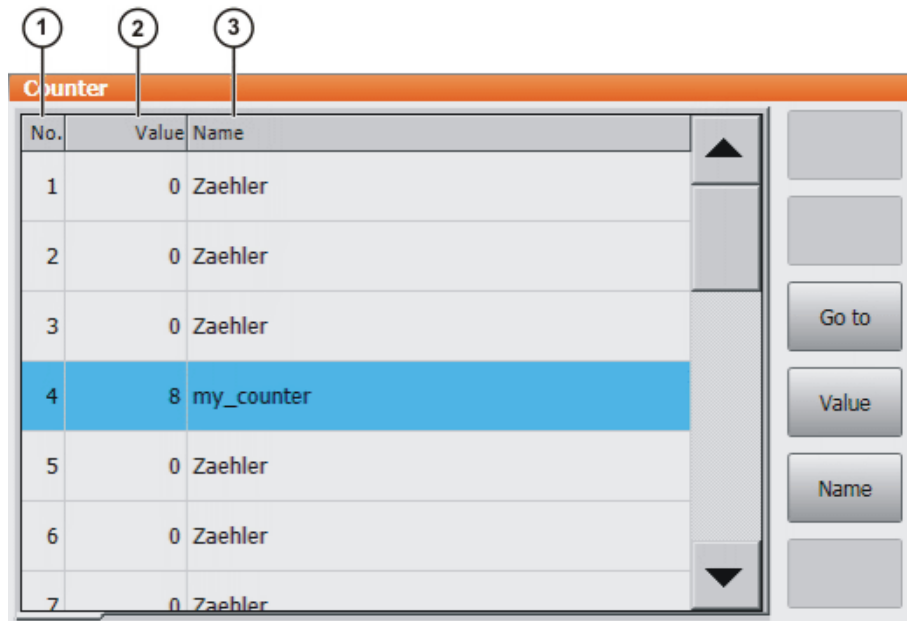 1 2 3
Counter
No. Value Name
1 0 Zaehler
2 0 Zaehler
3 0 Zaehler
Go to
4 8 my_counter
Value
5 0 Zaehler
Name
6 0 Zaehler
7 0 Zaehler